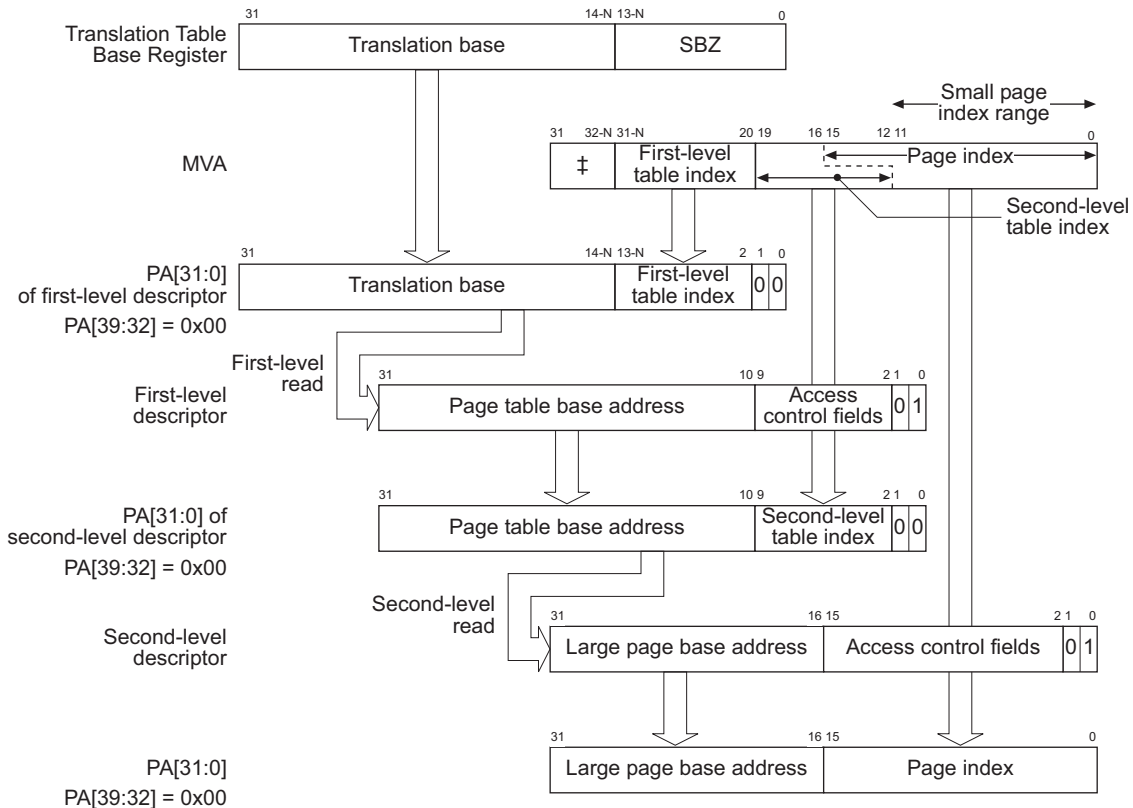 31 14-N 13-N 0
Translation Table
Base Register
Translation base SBZ
Small page
index range
31 32-N 31-N 20 19 16 15 12 11 0
MVA
‡
First-level
table index
Page index
Second-level
table index
31 14-N 13-N 2 1 0
PA[31:0]
of first-level descriptor
PA[39:32] = 0x00
Translation base
First-level
table index
0 0
First-level
read
31 10 9 2 1 0
First-level
descriptor
Page table base address
Access
control fields
0 1
31 10 9 2 1 0
PA[31:0] of
second-level descriptor
PA[39:32] = 0x00
Page table base address
Second-level
table index
0 0
Second-level
read
31 16 15 2 1 0
Second-level
descriptor
Large page base address Access control fields 0 1
31 16 15 0
PA[31:0]
PA[39:32] = 0x00
Large page base address Page index